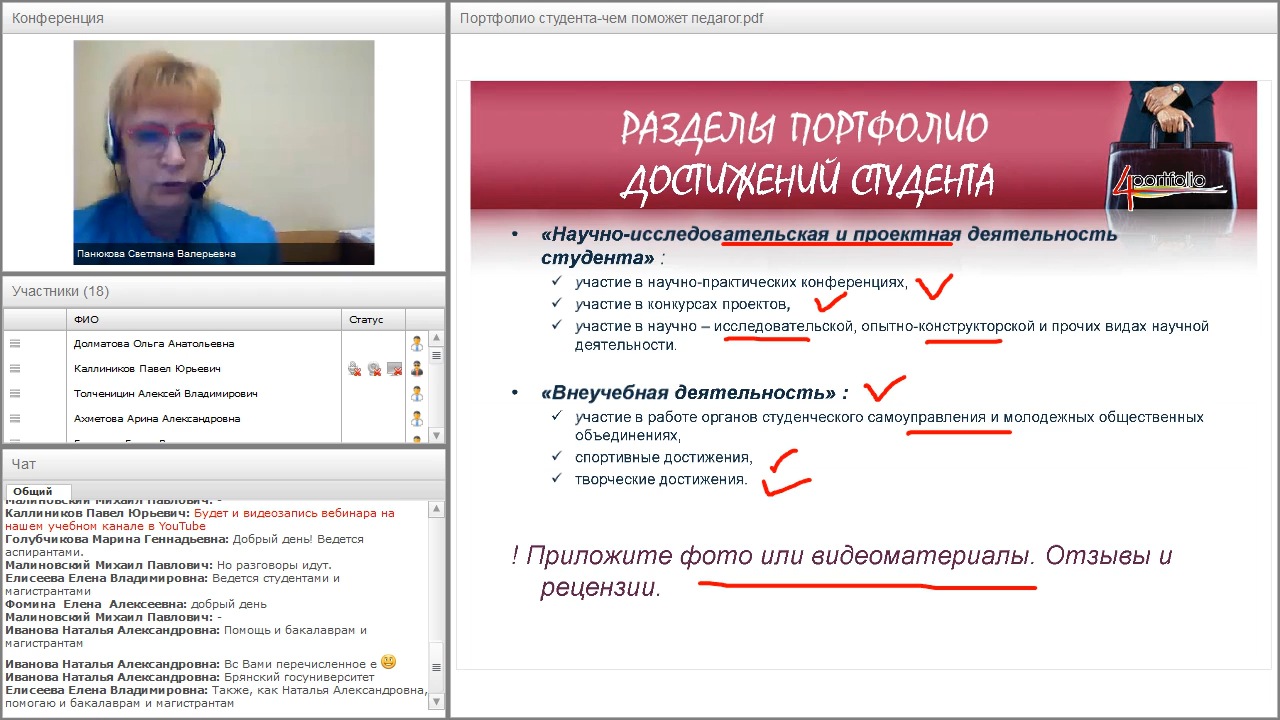 Конференция
Панюкова Светлана Валерьевна
Участники (18)
ФИО
Статус
Долматова Ольга Анатольевна
Каллиников Павел Юрьевич
Толченицин Алексей Владимирович
Ахметова Арина Александровна
Чат
Общий
Малиновский Михаил Павлович: -
Каллиников Павел Юрьевич: Будет и видеозапись вебинара на
нашем учебном канале в YouTube
Голубчикова Марина Геннадьевна: Добрый день! Ведется
аспирантами.
Малиновский Михаил Павлович: Но разговоры идут.
Елисеева Елена Владимировна: Ведется студентами и
магистрантами
Фомина Елена Алексеевна: добрый день
Малиновский Михаил Павлович: -
Иванова Наталья Александровна: Помощь и бакалаврам и
магистрантам
Иванова Наталья Александровна: Вс Вами перечисленное е
Иванова Наталья Александровна: Брянский госуниверситет
Елисеева Елена Владимировна: Также, как Наталья Александровна,
помогаю и бакалаврам и магистрантам
Портфолио студента-чем поможет педагог.pdf
РАЗДЕЛЫ ПОРТФОЛИО
ДОСТИЖЕНИЙ СТУДЕНТА
4portfolio
• «Научно-исследовательская и проектная деятельность
студента» :
участие в научно-практических конференциях,
участие в конкурсах проектов,
участие в научно – исследовательской, опытно-конструкторской и прочих видах научной
деятельности.
• «Внеучебная деятельность» :
участие в работе органов студенческого самоуправления и молодежных общественных
объединениях,
спортивные достижения,
творческие достижения.
! Приложите фото или видеоматериалы. Отзывы и
рецензии.